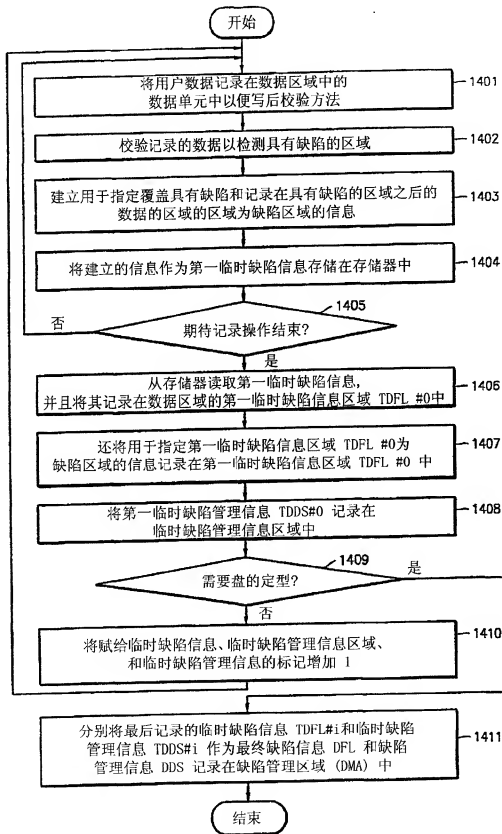 开始
将用户数据记录在数据区域中的
数据单元中以便写后校验方法
1401
校验记录的数据以检测具有缺陷的区域
1402
建立用于指定覆盖具有缺陷和记录在具有缺陷的区域之后的
数据的区域的区域为缺陷区域的信息
1403
将建立的信息作为第一临时缺陷信息存储在存储器中
1404
1405
否
期待记录操作结束?
是
从存储器读取第一临时缺陷信息,
并且将其记录在数据区域的第一临时缺陷信息区域 TDFL #0中
1406
还将用于指定第一临时缺陷信息区域 TDFL #0为
缺陷区域的信息记录在第一临时缺陷信息区域 TDFL #0 中
1407
将第一临时缺陷管理信息 TDDS#0 记录在
临时缺陷管理信息区域中
1408
1409
是
需要盘的定型?
否
将赋给临时缺陷信息、临时缺陷管理信息区域、
和临时缺陷管理信息的标记增加 1
1410
分别将最后记录的临时缺陷信息 TDFL#i和临时缺陷
管理信息 TDDS#i 作为最终缺陷信息 DFL 和缺陷
管理信息 DDS 记录在缺陷管理区域 (DMA) 中
1411
结束